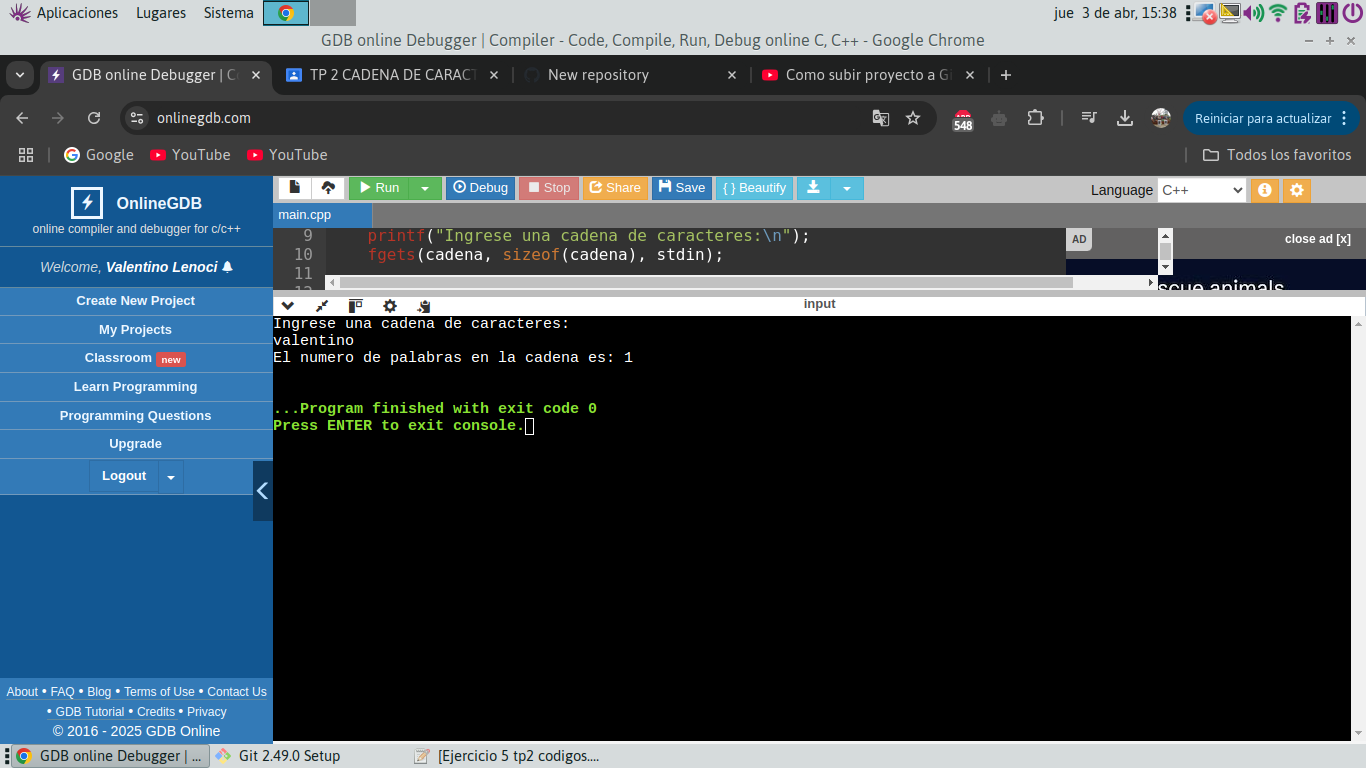 Aplicaciones Lugares Sistema
jue 3 de abr, 15:38
GDB online Debugger | Compiler - Code, Compile, Run, Debug online C, C++ - Google Chrome
GDB online Debugger | C
TP 2 CADENA DE CARACT
New repository
Como subir proyecto a Gi
onlinegdb.com
548
Reiniciar para actualizar
Google YouTube YouTube
Todos los favoritos
OnlineGDB
online compiler and debugger for c/c++
Welcome, Valentino Lenoci
Create New Project
My Projects
Classroom new
Learn Programming
Programming Questions
Upgrade
Logout
About • FAQ • Blog • Terms of Use • Contact Us
• GDB Tutorial • Credits • Privacy
© 2016 - 2025 GDB Online
Run Debug Stop Share Save { } Beautify
Language C++
main.cpp
9 printf("Ingrese una cadena de caracteres:\n");
10 fgets(cadena, sizeof(cadena), stdin);
11
AD
close ad [x]
scue animals
input
Ingrese una cadena de caracteres:
valentino
El numero de palabras en la cadena es: 1
...Program finished with exit code 0
Press ENTER to exit console.
GDB online Debugger | ...
Git 2.49.0 Setup
[Ejercicio 5 tp2 codigos....